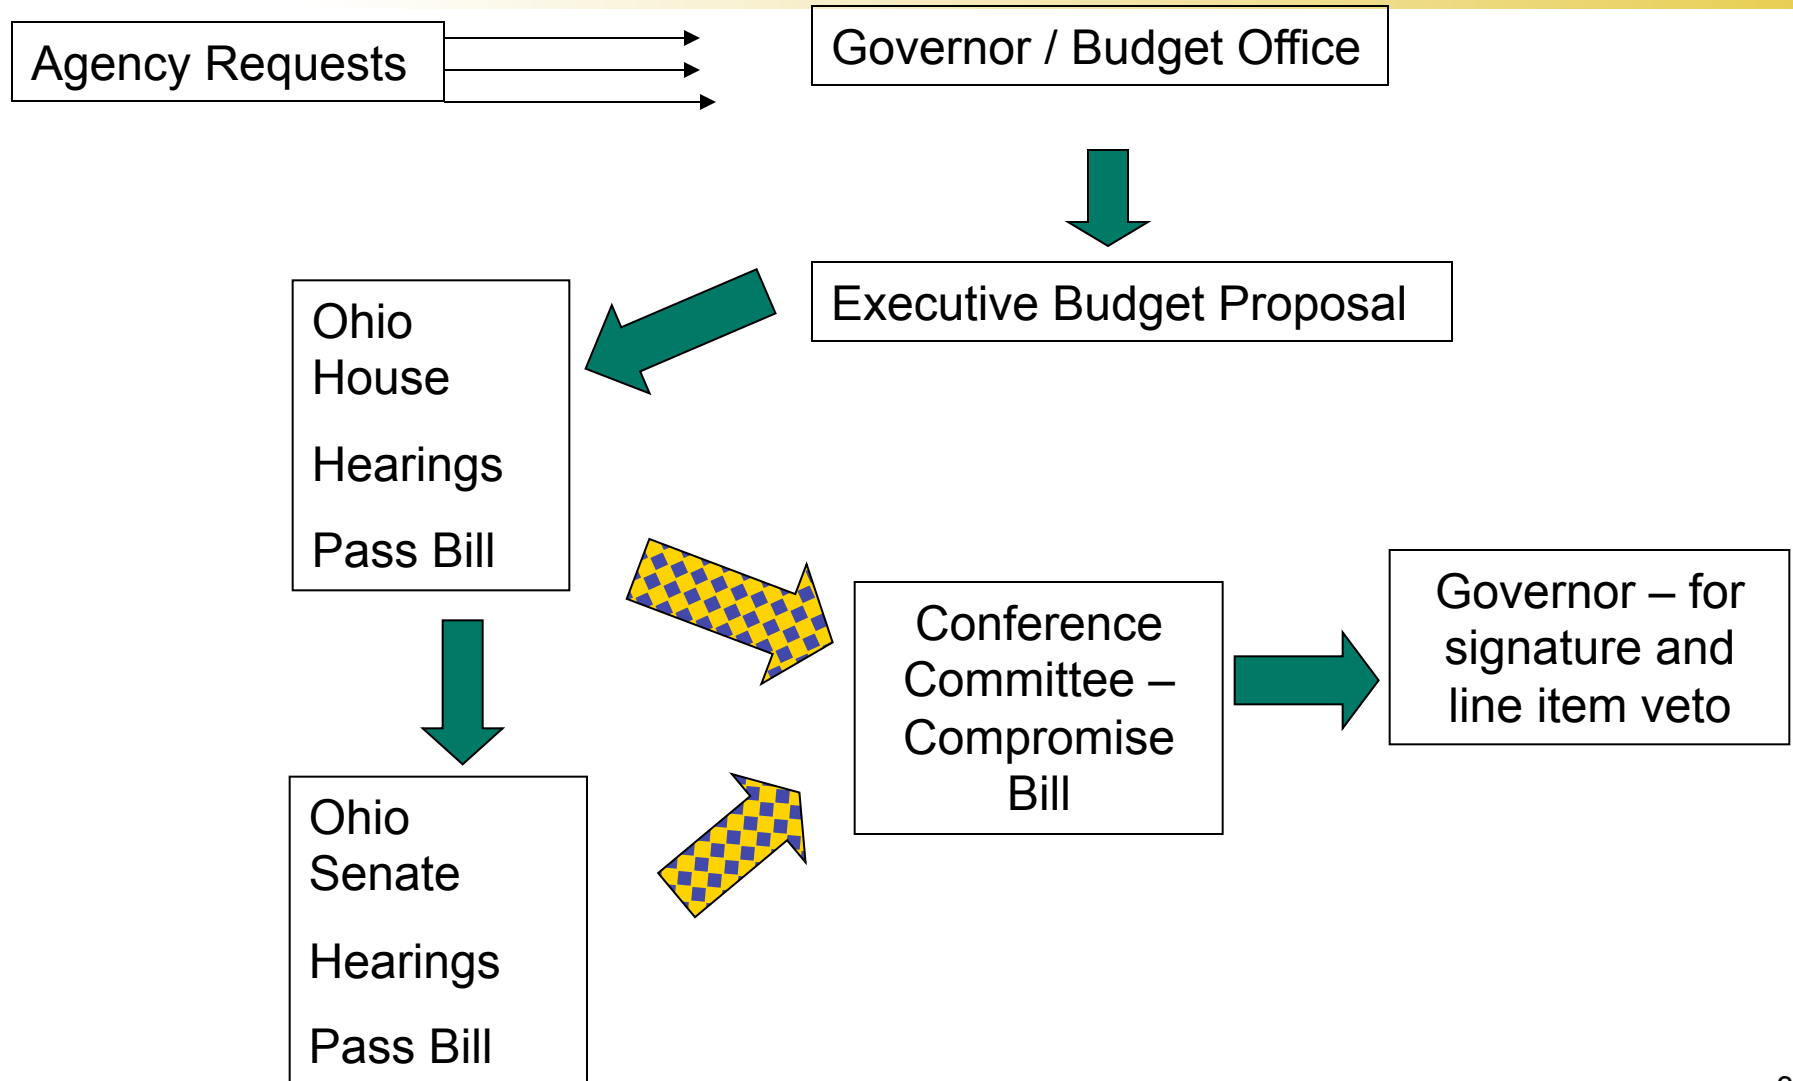 Agency Requests
Governor / Budget Office
Executive Budget Proposal
Ohio
House
Hearings
Pass Bill
Conference
Committee –
Compromise
Bill
Governor – for
signature and
line item veto
Ohio
Senate
Hearings
Pass Bill